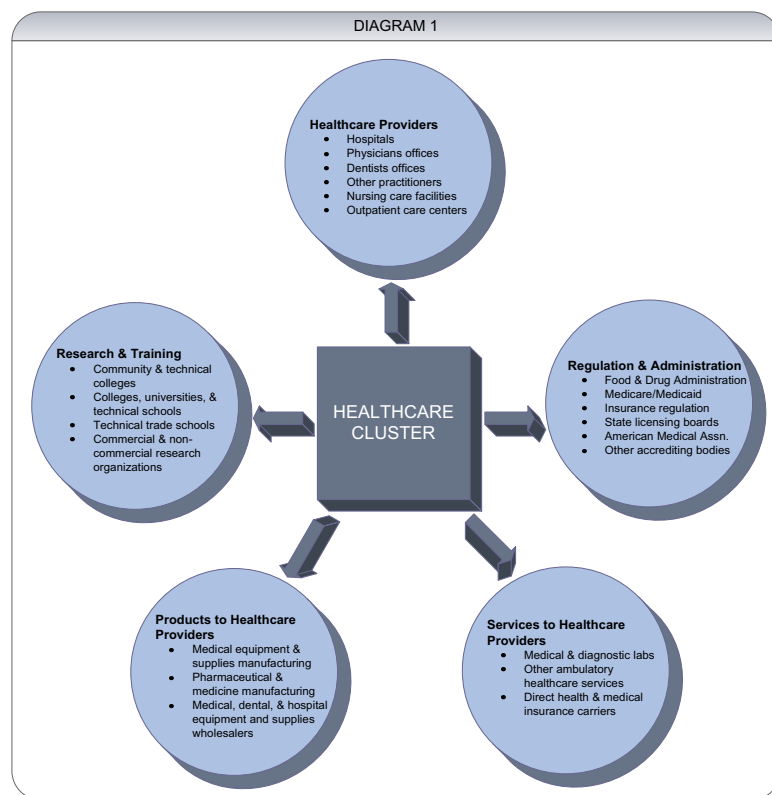 DIAGRAM 1
Healthcare Providers
• Hospitals
• Physicians offices
• Dentists offices
• Other practitioners
• Nursing care facilities
• Outpatient care centers
Research & Training
• Community & technical
colleges
• Colleges, universities, &
technical schools
• Technical trade schools
• Commercial & non-
commercial research
organizations
HEALTHCARE
CLUSTER
Regulation & Administration
• Food & Drug Administration
• Medicare/Medicaid
• Insurance regulation
• State licensing boards
• American Medical Assn.
• Other accrediting bodies
Products to Healthcare
Providers
• Medical equipment &
supplies manufacturing
• Pharmaceutical &
medicine manufacturing
• Medical, dental, & hospital
equipment and supplies
wholesalers
Services to Healthcare
Providers
• Medical & diagnostic labs
• Other ambulatory
healthcare services
• Direct health & medical
insurance carriers